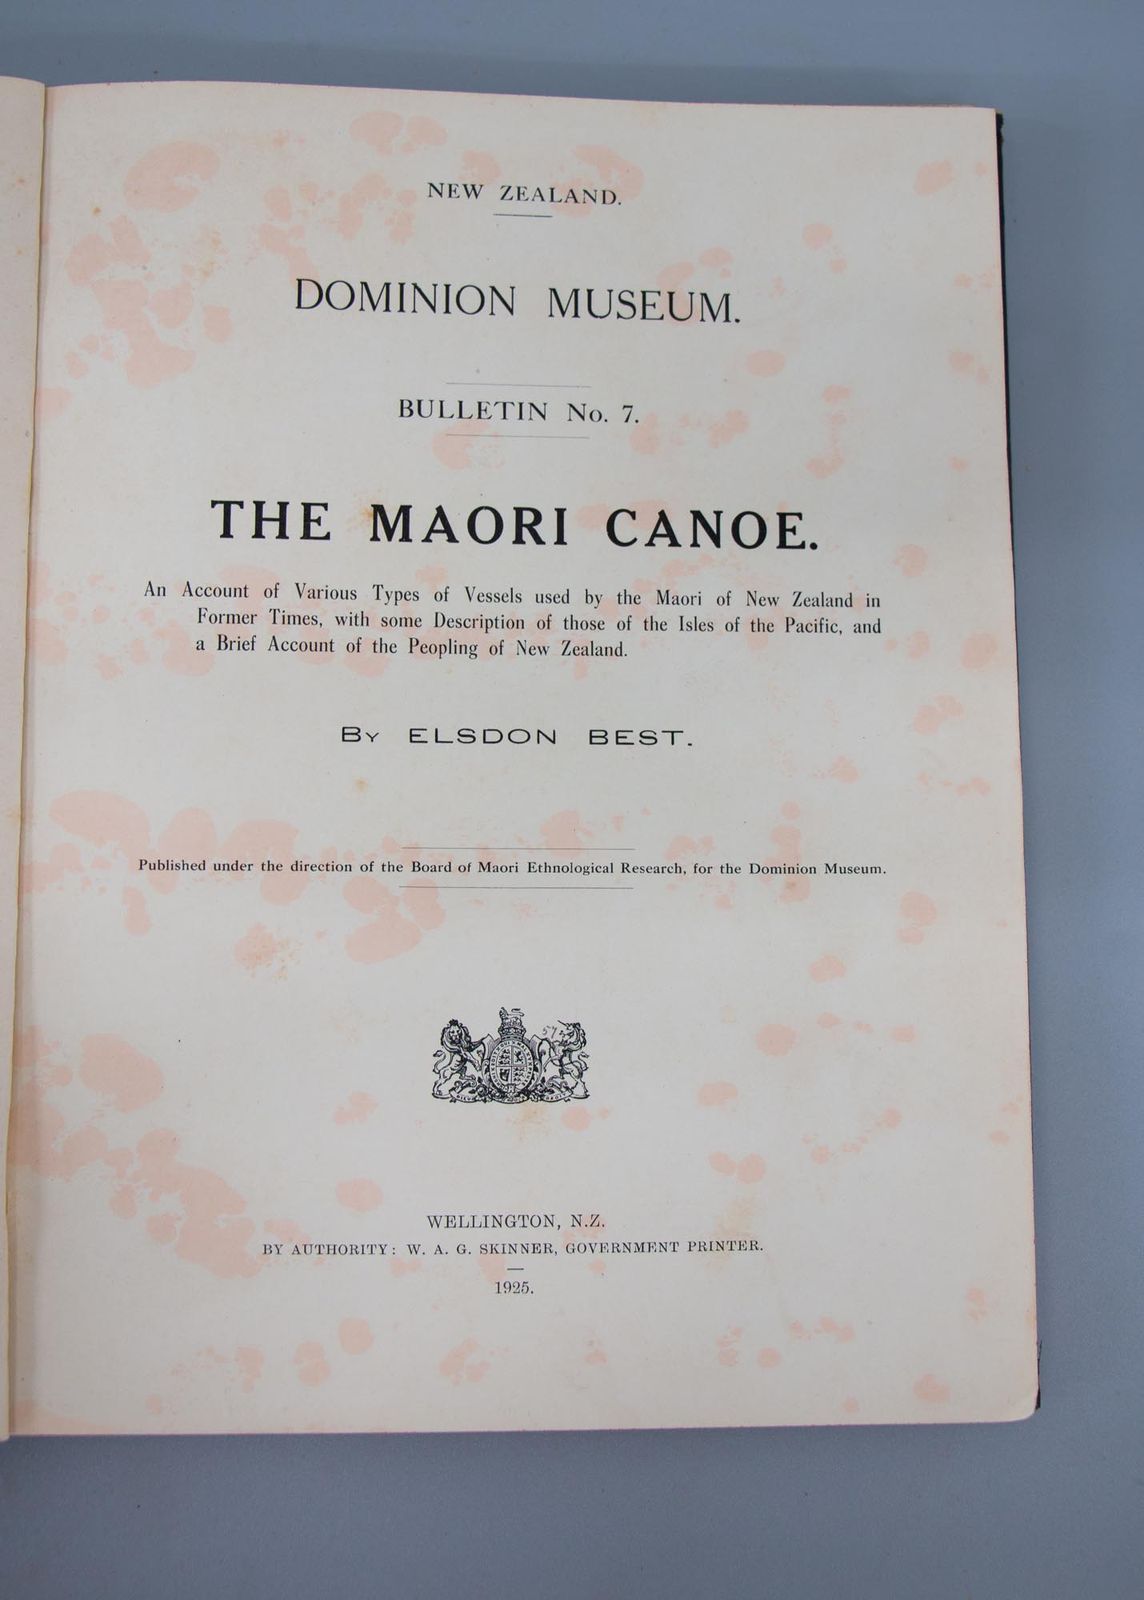 NEW ZEALAND.
DOMINION MUSEUM.
BULLETIN No. 7.
THE MAORI CANOE.
An Account of Various Types of Vessels used by the Maori of New Zealand in
Former Times, with some Description of those of the Isles of the Pacific, and
a Brief Account of the Peopling of New Zealand.
By ELSDON BEST.
Published under the direction of the Board of Maori Ethnological Research, for the Dominion Museum.
WELLINGTON, N.Z.
BY AUTHORITY: W. A. G. SKINNER, GOVERNMENT PRINTER.
1925.